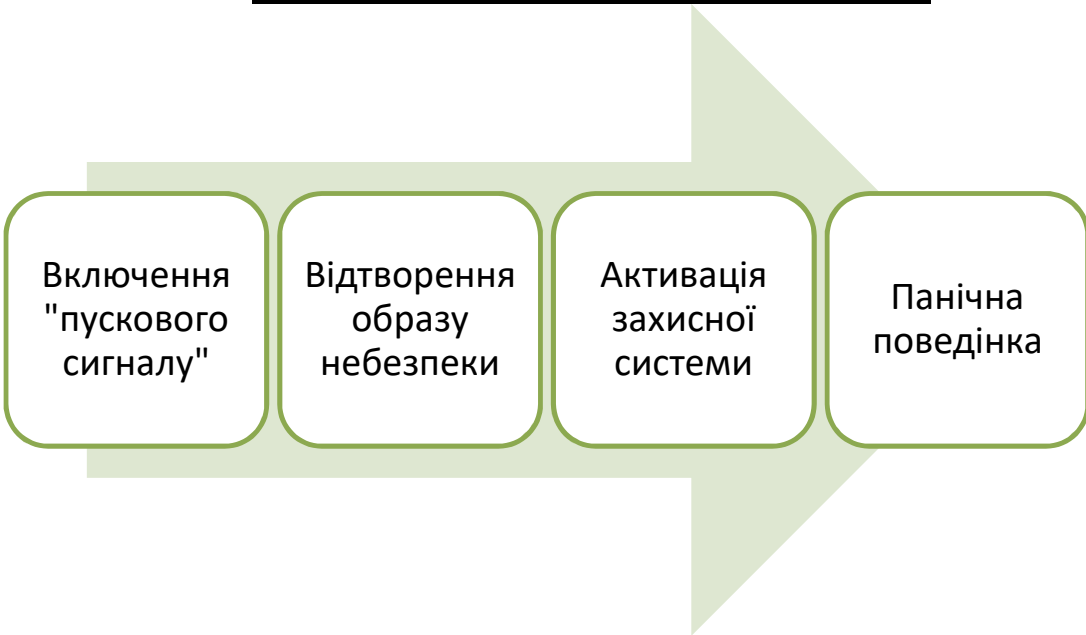 Включення
"пускового
сигналу"
Відтворення
образу
небезпеки
Активація
захисної
системи
Панічна
поведінка